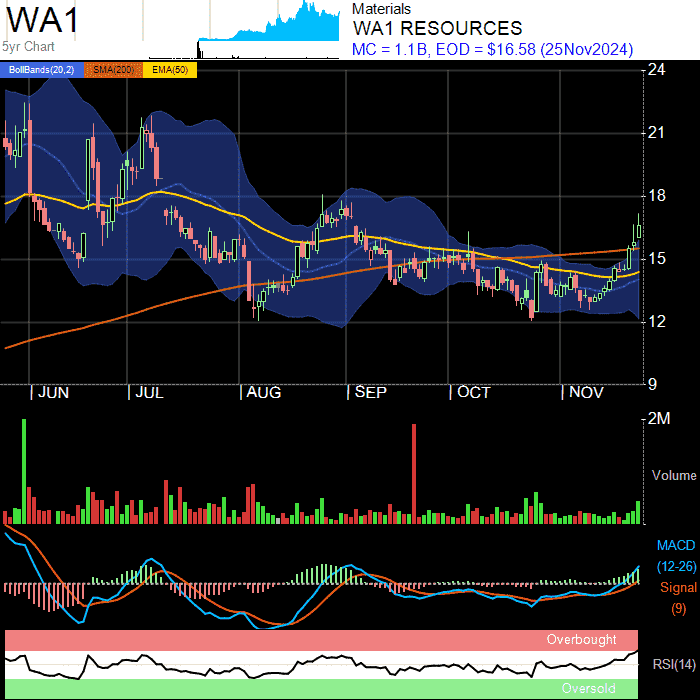 WA1
5yr Chart
Materials
WA1 RESOURCES
MC = 1.1B, EOD = $16.58 (25Nov2024)
BollBands(20,2) SMA(200) EMA(50)
24
21
18
15
12
9
JUN JUL AUG SEP OCT NOV
2M
Volume
MACD
(12-26)
Signal
(9)
Overbought
RSI(14)
Oversold